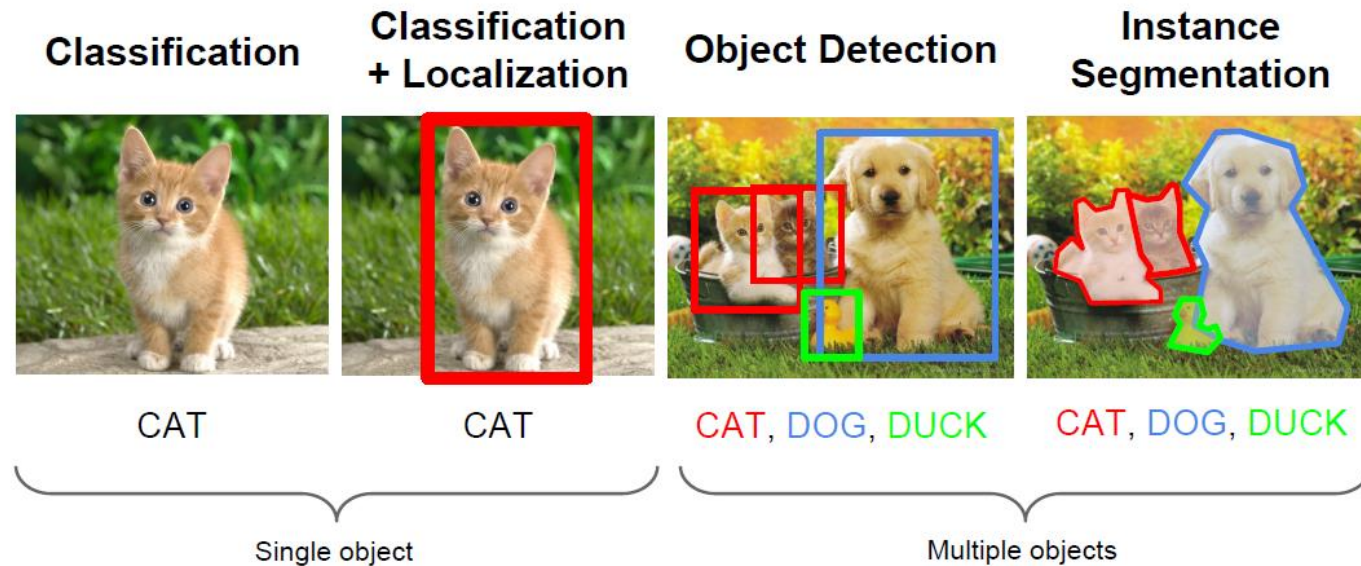 Classification
Classification
+ Localization
Object Detection
Instance
Segmentation
CAT
CAT
CAT, DOG, DUCK
CAT, DOG, DUCK
Single object
Multiple objects